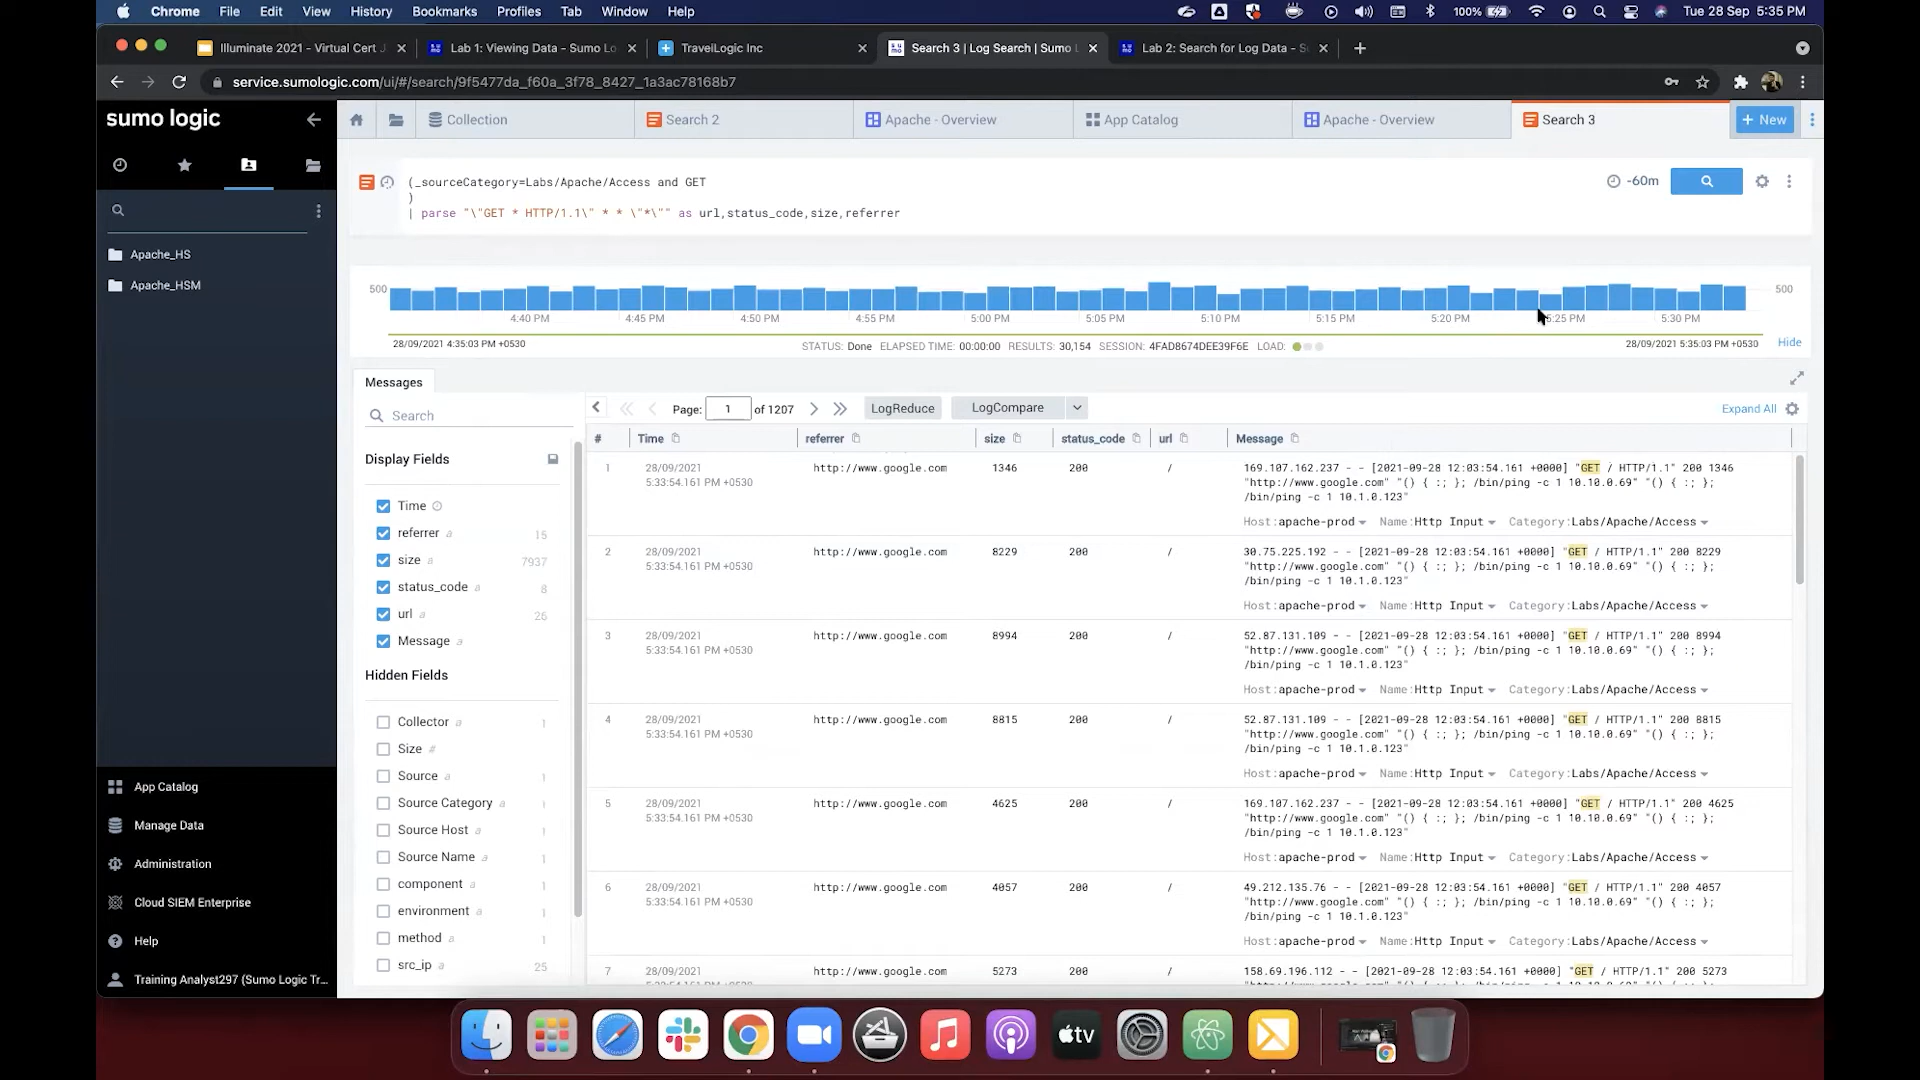 Chrome File Edit View History Bookmarks Profiles Tab Window Help 100% Tue 28 Sep 5:35 PM
Illuminate 2021 - Virtual Cert J Lab 1: Viewing Data - Sumo Lo TravelLogic Inc Search 3 | Log Search | Sumo L Lab 2: Search for Log Data - S
service.sumologic.com/ui/#/search/9f5477da_f60a_3f78_8427_1a3ac78168b7
sumo logic
Collection Search 2 Apache - Overview App Catalog Apache - Overview Search 3 + New
(_sourceCategory=Labs/Apache/Access and GET
)
| parse "\"GET * HTTP/1.1\" * * \"*\"" as url,status_code,size,referrer
-60m
Apache_HS
Apache_HSM
500 500
4:40 PM 4:45 PM 4:50 PM 4:55 PM 5:00 PM 5:05 PM 5:10 PM 5:15 PM 5:20 PM 5:25 PM 5:30 PM
28/09/2021 4:35:03 PM +0530 STATUS: Done ELAPSED TIME: 00:00:00 RESULTS: 30,154 SESSION: 4FAD8674DEE39F6E LOAD: 28/09/2021 5:35:03 PM +0530 Hide
Messages
Search
Page: 1 of 1207 LogReduce LogCompare Expand All
Display Fields
Time
referrer a 15
size a 7937
status_code a 8
url a 26
Message a
Hidden Fields
Collector a 1
Size #
Source a 1
Source Category a 1
Source Host a 1
Source Name a 1
component a 1
environment a 1
method a 1
src_ip a 25
# Time referrer size status_code url Message
1 28/09/2021 http://www.google.com 1346 200 / 169.107.162.237 - - [2021-09-28 12:03:54.161 +0000] "GET / HTTP/1.1" 200 1346
5:33:54.161 PM +0530 "http://www.google.com" "() { :; }; /bin/ping -c 1 10.10.0.69" "() { :; };
/bin/ping -c 1 10.1.0.123"
Host:apache-prod Name:Http Input Category:Labs/Apache/Access
2 28/09/2021 http://www.google.com 8229 200 / 30.75.225.192 - - [2021-09-28 12:03:54.161 +0000] "GET / HTTP/1.1" 200 8229
5:33:54.161 PM +0530 "http://www.google.com" "() { :; }; /bin/ping -c 1 10.10.0.69" "() { :; };
/bin/ping -c 1 10.1.0.123"
Host:apache-prod Name:Http Input Category:Labs/Apache/Access
3 28/09/2021 http://www.google.com 8994 200 / 52.87.131.109 - - [2021-09-28 12:03:54.161 +0000] "GET / HTTP/1.1" 200 8994
5:33:54.161 PM +0530 "http://www.google.com" "() { :; }; /bin/ping -c 1 10.10.0.69" "() { :; };
/bin/ping -c 1 10.1.0.123"
Host:apache-prod Name:Http Input Category:Labs/Apache/Access
4 28/09/2021 http://www.google.com 8815 200 / 52.87.131.109 - - [2021-09-28 12:03:54.161 +0000] "GET / HTTP/1.1" 200 8815
5:33:54.161 PM +0530 "http://www.google.com" "() { :; }; /bin/ping -c 1 10.10.0.69" "() { :; };
/bin/ping -c 1 10.1.0.123"
Host:apache-prod Name:Http Input Category:Labs/Apache/Access
5 28/09/2021 http://www.google.com 4625 200 / 169.107.162.237 - - [2021-09-28 12:03:54.161 +0000] "GET / HTTP/1.1" 200 4625
5:33:54.161 PM +0530 "http://www.google.com" "() { :; }; /bin/ping -c 1 10.10.0.69" "() { :; };
/bin/ping -c 1 10.1.0.123"
Host:apache-prod Name:Http Input Category:Labs/Apache/Access
6 28/09/2021 http://www.google.com 4057 200 / 49.212.135.76 - - [2021-09-28 12:03:54.161 +0000] "GET / HTTP/1.1" 200 4057
5:33:54.161 PM +0530 "http://www.google.com" "() { :; }; /bin/ping -c 1 10.10.0.69" "() { :; };
/bin/ping -c 1 10.1.0.123"
Host:apache-prod Name:Http Input Category:Labs/Apache/Access
7 28/09/2021 http://www.google.com 5273 200 / 158.69.196.112 - - [2021-09-28 12:03:54.161 +0000] "GET / HTTP/1.1" 200 5273
App Catalog
Manage Data
Administration
Cloud SIEM Enterprise
Help
Training Analyst297 (Sumo Logic Tr...
tv